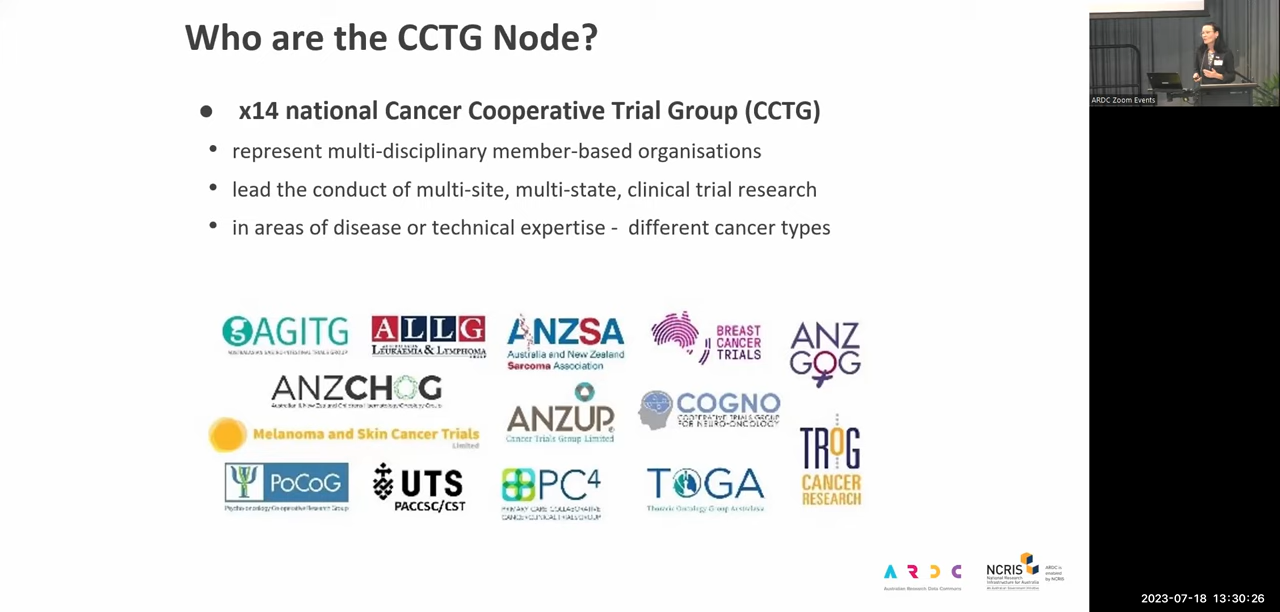 Who are the CCTG Node?
● x14 national Cancer Cooperative Trial Group (CCTG)
• represent multi-disciplinary member-based organisations
• lead the conduct of multi-site, multi-state, clinical trial research
• in areas of disease or technical expertise - different cancer types
AGITG
ALLG
LEUKAEMIA & LYMPHOMA
ANZSA
Australia and New Zealand
Sarcoma Association
BREAST
CANCER
TRIALS
ANZ
GOG
ANZCHOG
ANZUP
Cancer Trials Group Limited
COGNO
COOPERATIVE TRIALS GROUP
FOR NEURO-ONCOLOGY
Melanoma and Skin Cancer Trials
Limited
TROG
CANCER
RESEARCH
PoCoG
Psycho-oncology Co-operative Research Group
UTS
PACCSC/CST
PC4
PRIMARY CARE COLLABORATIVE
CANCER CLINICAL TRIALS GROUP
TOGA
Thoracic Oncology Group Australasia
ARDC
Australian Research Data Commons
NCRIS
National Research
Infrastructure for Australia
An Australian Government Initiative
ARDC is
enabled
by NCRIS
ARDC Zoom Events
2023-07-18 13:30:26